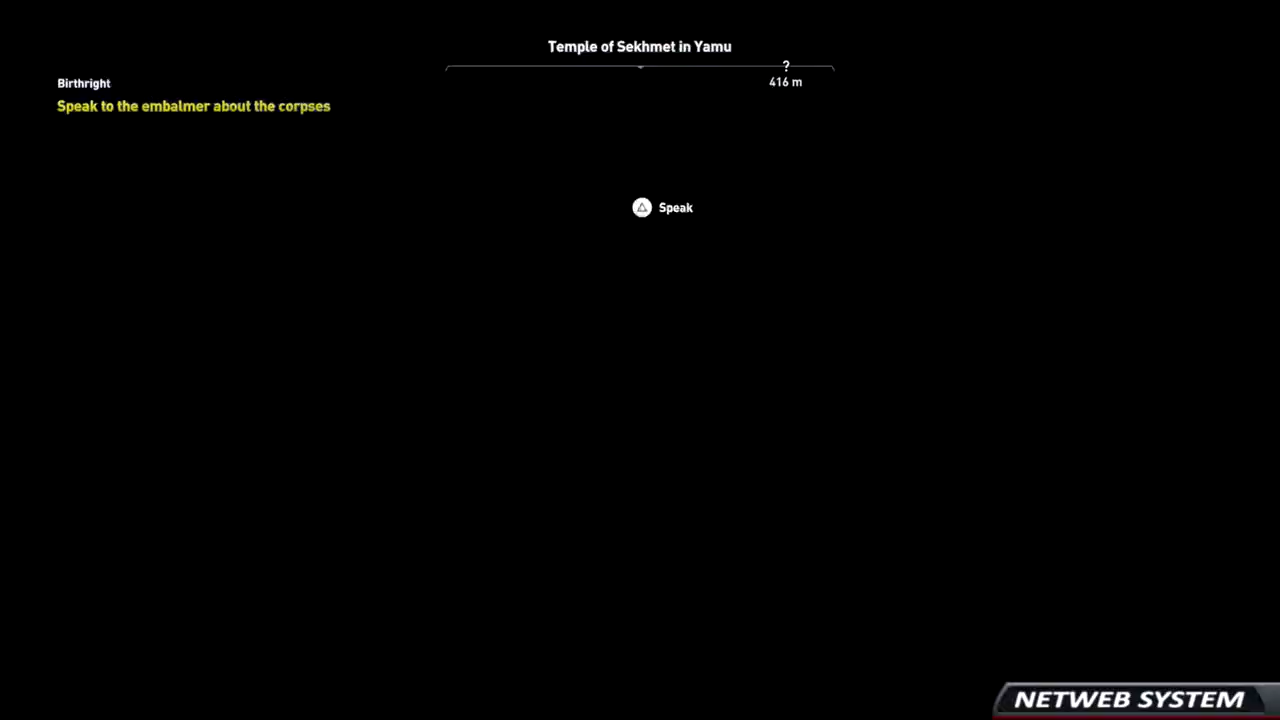 Temple of Sekhmet in Yamu
?
416 m
Birthright
Speak to the embalmer about the corpses
Speak
NETWEB SYSTEM